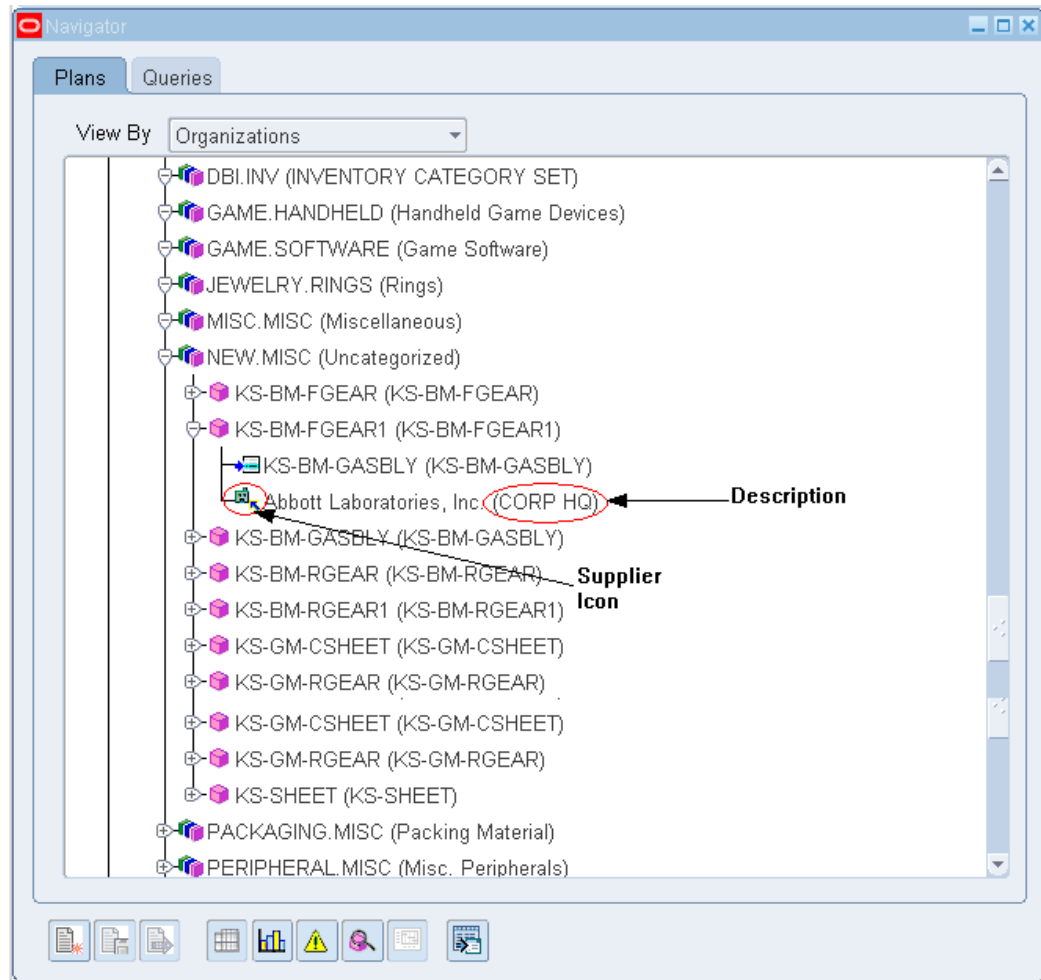 Navigator
Plans Queries
View By Organizations
DBI.INV (INVENTORY CATEGORY SET)
GAME.HANDHELD (Handheld Game Devices)
GAME.SOFTWARE (Game Software)
JEWELRY.RINGS (Rings)
MISC.MISC (Miscellaneous)
NEW.MISC (Uncategorized)
KS-BM-FGEAR (KS-BM-FGEAR)
KS-BM-FGEAR1 (KS-BM-FGEAR1)
KS-BM-GASBLY (KS-BM-GASBLY)
Abbott Laboratories, Inc. (CORP HQ) Description
KS-BM-GASBLY (KS-BM-GASBLY)
KS-BM-RGEAR (KS-BM-RGEAR) Supplier
Icon
KS-BM-RGEAR1 (KS-BM-RGEAR1)
KS-GM-CSHEET (KS-GM-CSHEET)
KS-GM-RGEAR (KS-GM-RGEAR)
KS-GM-CSHEET (KS-GM-CSHEET)
KS-GM-RGEAR (KS-GM-RGEAR)
KS-SHEET (KS-SHEET)
PACKAGING.MISC (Packing Material)
PERIPHERAL.MISC (Misc. Peripherals)